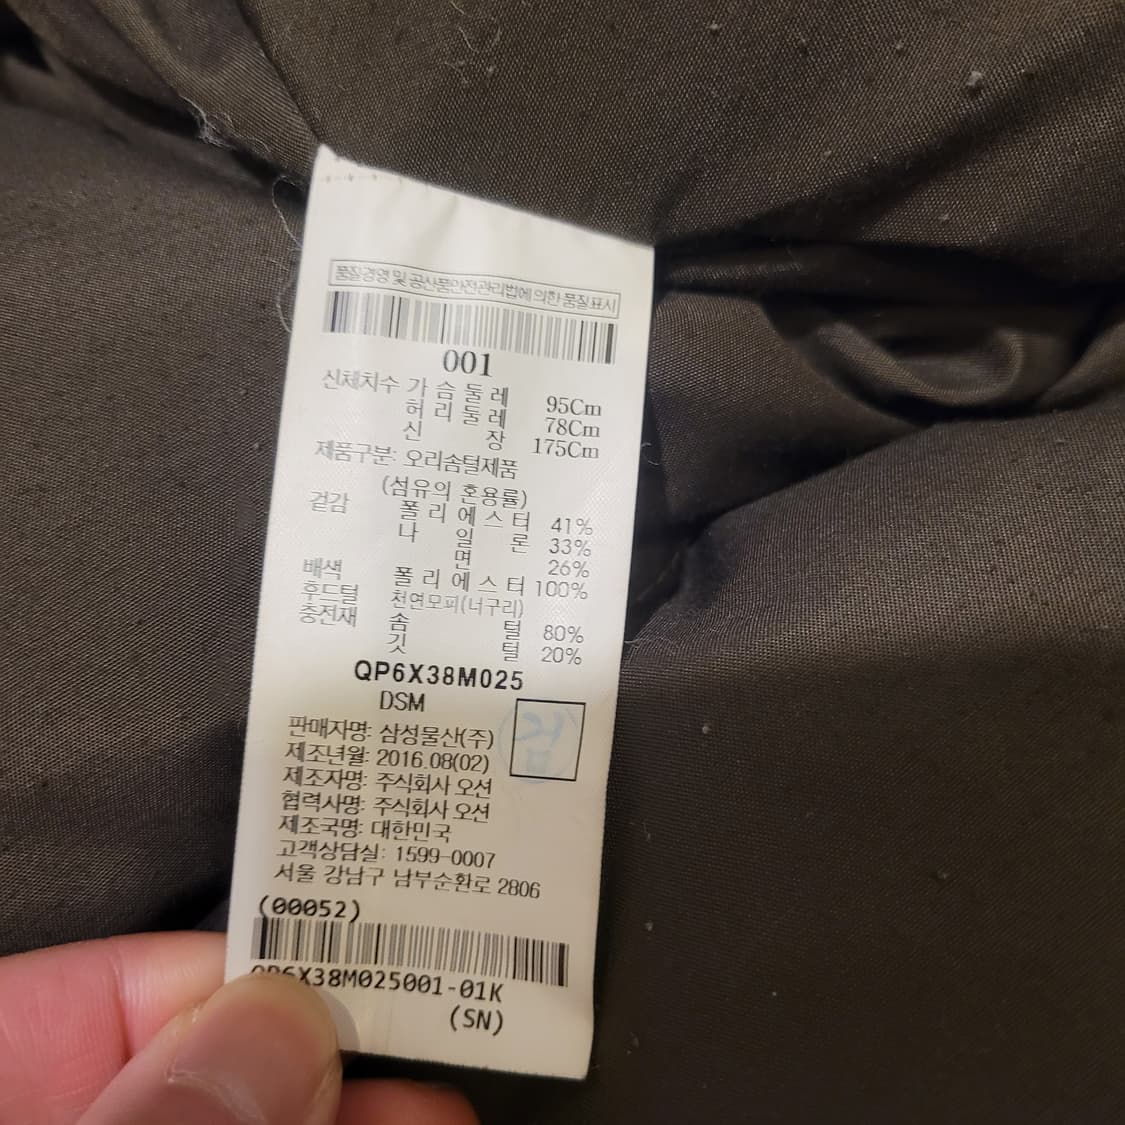 품질경영 및 공산품안전관리법에 의한 품질표시
001
신체치수 가슴둘레 95Cm
허리둘레 78Cm
신 장 175Cm
제품구분: 오리솜털제품
(섬유의 혼용률)
겉감 폴리에스터 41%
나 일 론 33%
면 26%
배색 폴리에스터 100%
후드털 천연모피(너구리)
충전재 솜 털 80%
깃 털 20%
QP6X38M025
DSM
검
판매자명: 삼성물산(주)
제조년월: 2016.08(02)
제조자명: 주식회사 오션
협력사명: 주식회사 오션
제조국명: 대한민국
고객상담실: 1599-0007
서울 강남구 남부순환로 2806
(00052)
QP6X38M025001-01K
(SN)